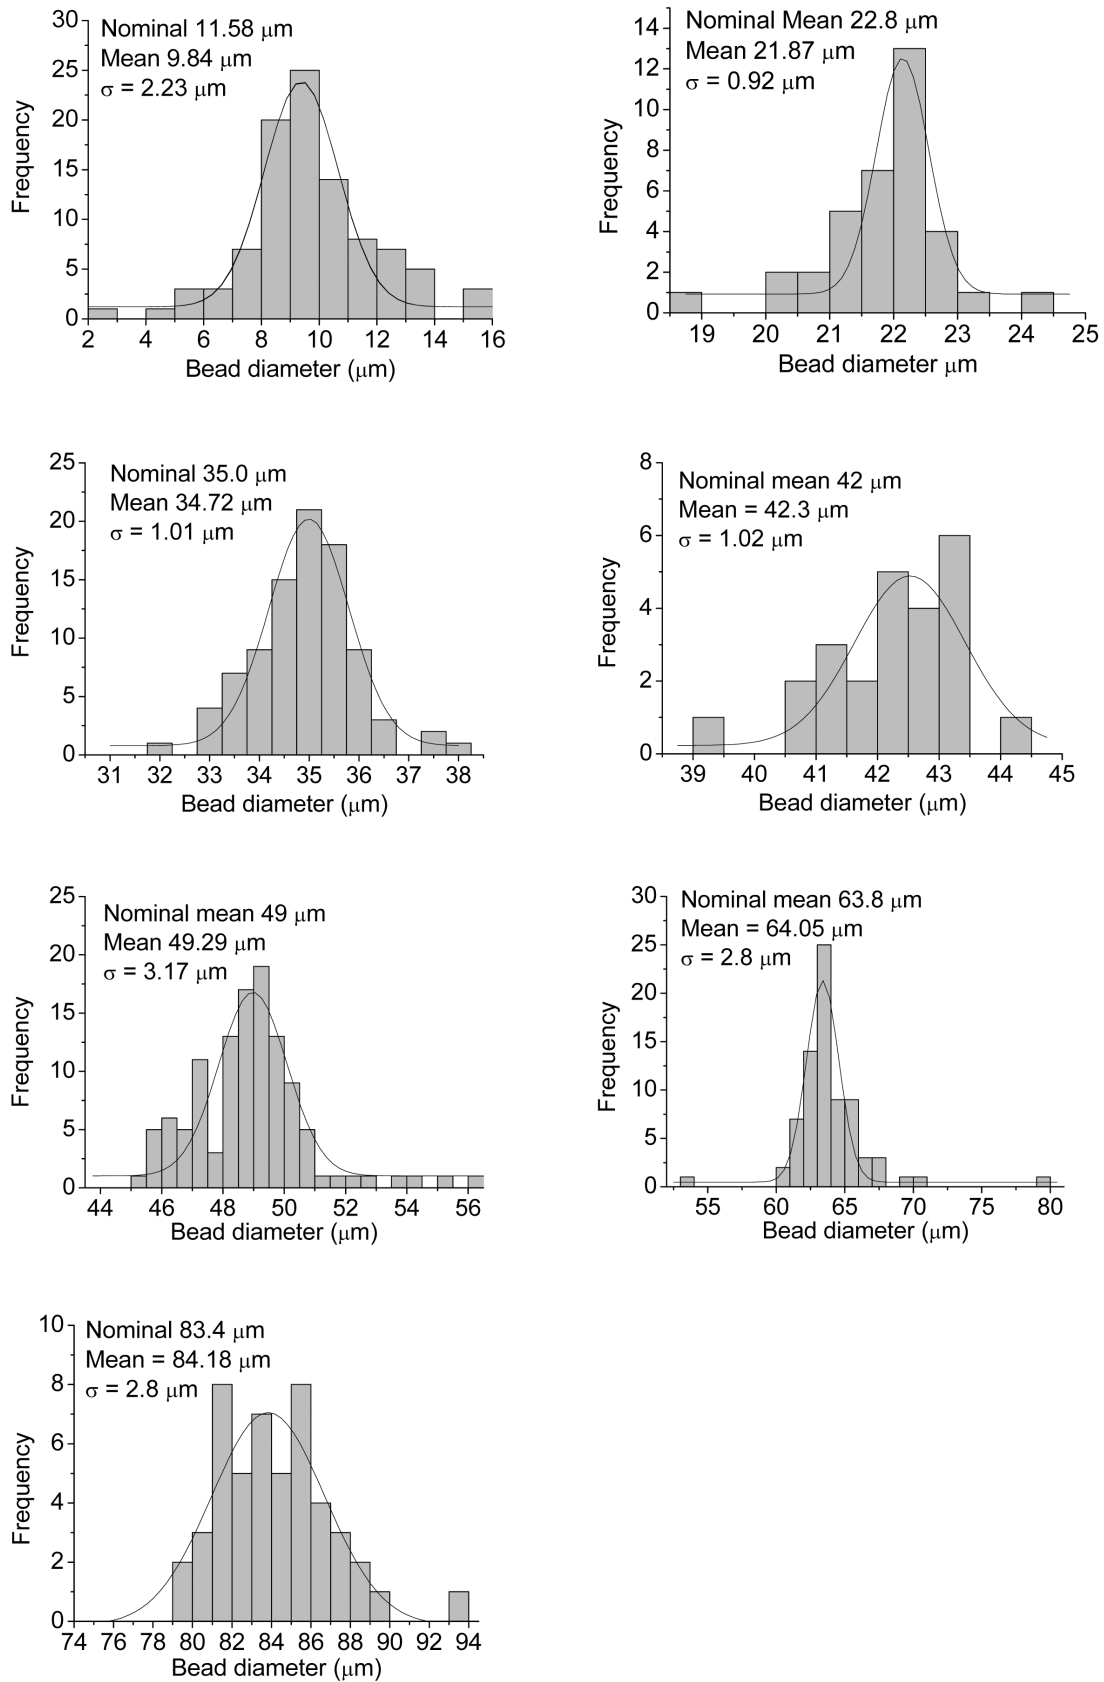 Nominal 11.58 μm
Mean 9.84 μm
σ = 2.23 μm
Frequency
30
25
20
15
10
5
0
2 4 6 8 10 12 14 16
Bead diameter (μm)
Nominal Mean 22.8 μm
Mean 21.87 μm
σ = 0.92 μm
Frequency
14
12
10
8
6
4
2
0
19 20 21 22 23 24 25
Bead diameter μm
Nominal 35.0 μm
Mean 34.72 μm
σ = 1.01 μm
Frequency
25
20
15
10
5
0
31 32 33 34 35 36 37 38
Bead diameter (μm)
Nominal mean 42 μm
Mean = 42.3 μm
σ = 1.02 μm
Frequency
8
6
4
2
0
39 40 41 42 43 44 45
Bead diameter (μm)
Nominal mean 49 μm
Mean 49.29 μm
σ = 3.17 μm
Frequency
25
20
15
10
5
0
44 46 48 50 52 54 56
Bead diameter (μm)
Nominal mean 63.8 μm
Mean = 64.05 μm
σ = 2.8 μm
Frequency
30
25
20
15
10
5
0
55 60 65 70 75 80
Bead diameter (μm)
Nominal 83.4 μm
Mean = 84.18 μm
σ = 2.8 μm
Frequency
10
8
6
4
2
0
74 76 78 80 82 84 86 88 90 92 94
Bead diameter (μm)